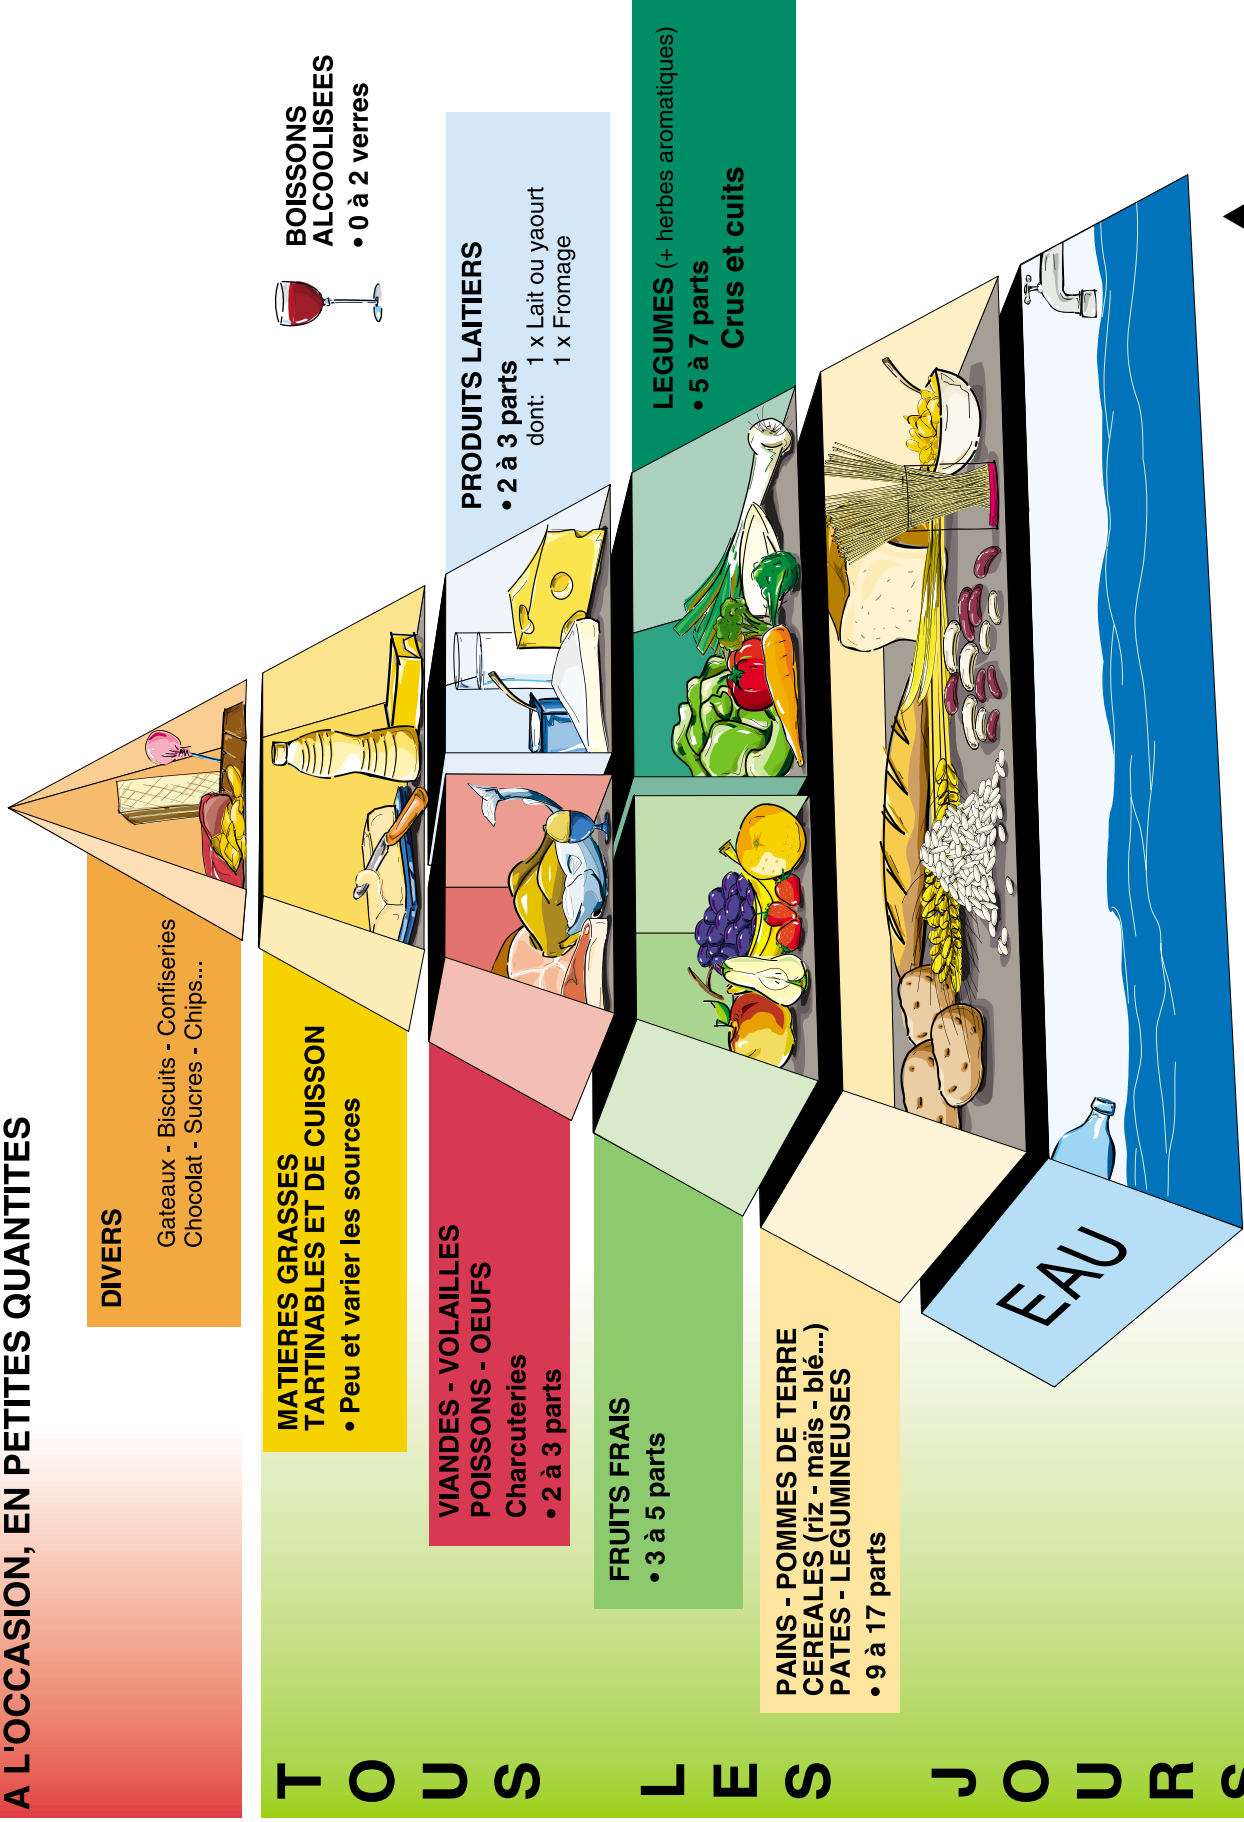 A L'OCCASION, EN PETITES QUANTITES
DIVERS
Gateaux - Biscuits - Confiseries
Chocolat - Sucres - Chips...
BOISSONS
ALCOOLISEES
• 0 à 2 verres
TOUS LES JOURS
MATIERES GRASSES
TARTINABLES ET DE CUISSON
• Peu et varier les sources
VIANDES - VOLAILLES
POISSONS - OEUFS
Charcuteries
• 2 à 3 parts
PRODUITS LAITIERS
• 2 à 3 parts
dont: 1 x Lait ou yaourt
1 x Fromage
FRUITS FRAIS
• 3 à 5 parts
LEGUMES (+ herbes aromatiques)
• 5 à 7 parts
Crus et cuits
PAINS - POMMES DE TERRE
CEREALES (riz - maïs - blé...)
PATES - LEGUMINEUSES
• 9 à 17 parts
EAU